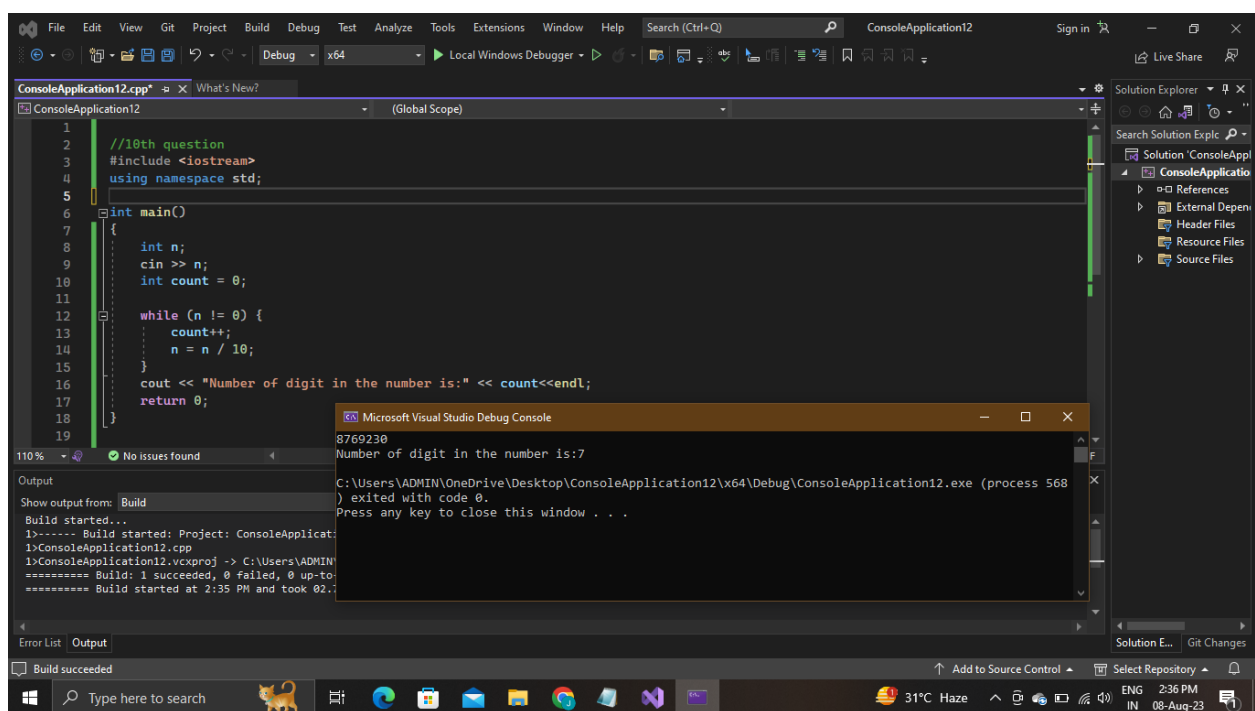 File Edit View Git Project Build Debug Test Analyze Tools Extensions Window Help Search (Ctrl+Q) ConsoleApplication12 Sign in
Debug x64 Local Windows Debugger Live Share
ConsoleApplication12.cpp* What's New? Solution Explorer
ConsoleApplication12 (Global Scope)
Search Solution Explc
Solution 'ConsoleAppl
ConsoleApplicatio
References
External Depen
Header Files
Resource Files
Source Files
1
2 //10th question
3 #include <iostream>
4 using namespace std;
5
6 int main()
7 {
8 int n;
9 cin >> n;
10 int count = 0;
11
12 while (n != 0) {
13 count++;
14 n = n / 10;
15 }
16 cout << "Number of digit in the number is:" << count<<endl;
17 return 0;
18 }
19
110 % No issues found
Microsoft Visual Studio Debug Console
8769230
Number of digit in the number is:7
C:\Users\ADMIN\OneDrive\Desktop\ConsoleApplication12\x64\Debug\ConsoleApplication12.exe (process 568
) exited with code 0.
Press any key to close this window . . .
Output
Show output from: Build
Build started...
1>------ Build started: Project: ConsoleApplicati
1>ConsoleApplication12.cpp
1>ConsoleApplication12.vcxproj -> C:\Users\ADMIN
========== Build: 1 succeeded, 0 failed, 0 up-to-
========== Build started at 2:35 PM and took 02.
Error List Output Solution E... Git Changes
Build succeeded Add to Source Control Select Repository
Type here to search 31°C Haze ENG 2:36 PM
IN 08-Aug-23